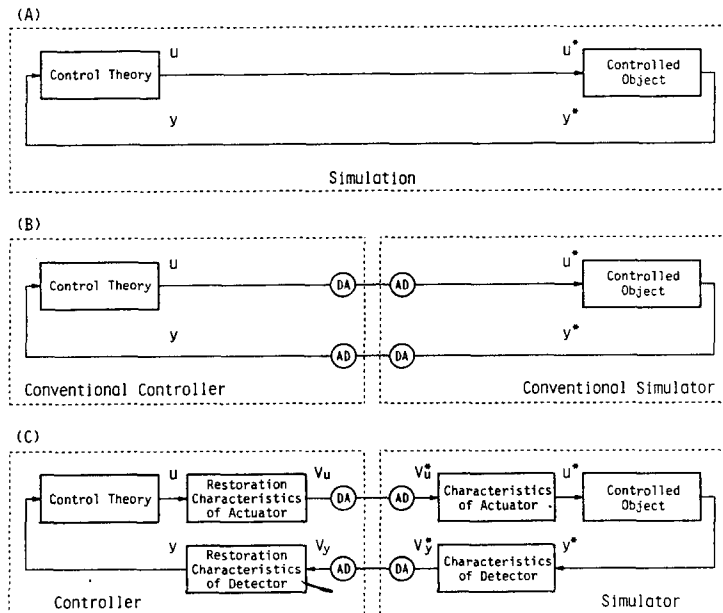 (A)
u
u*
Control Theory
Controlled
Object
y
y*
Simulation
(B)
u
u*
Control Theory
DA
AD
Controlled
Object
y
y*
AD
DA
Conventional Controller
Conventional Simulator
(C)
u
Vu
Vu*
u*
Control Theory
Restoration
Characteristics
of Actuator
DA
AD
Characteristics
of Actuator
Controlled
Object
y
Vy
Vy*
y*
Restoration
Characteristics
of Detector
AD
DA
Characteristics
of Detector
Controller
Simulator